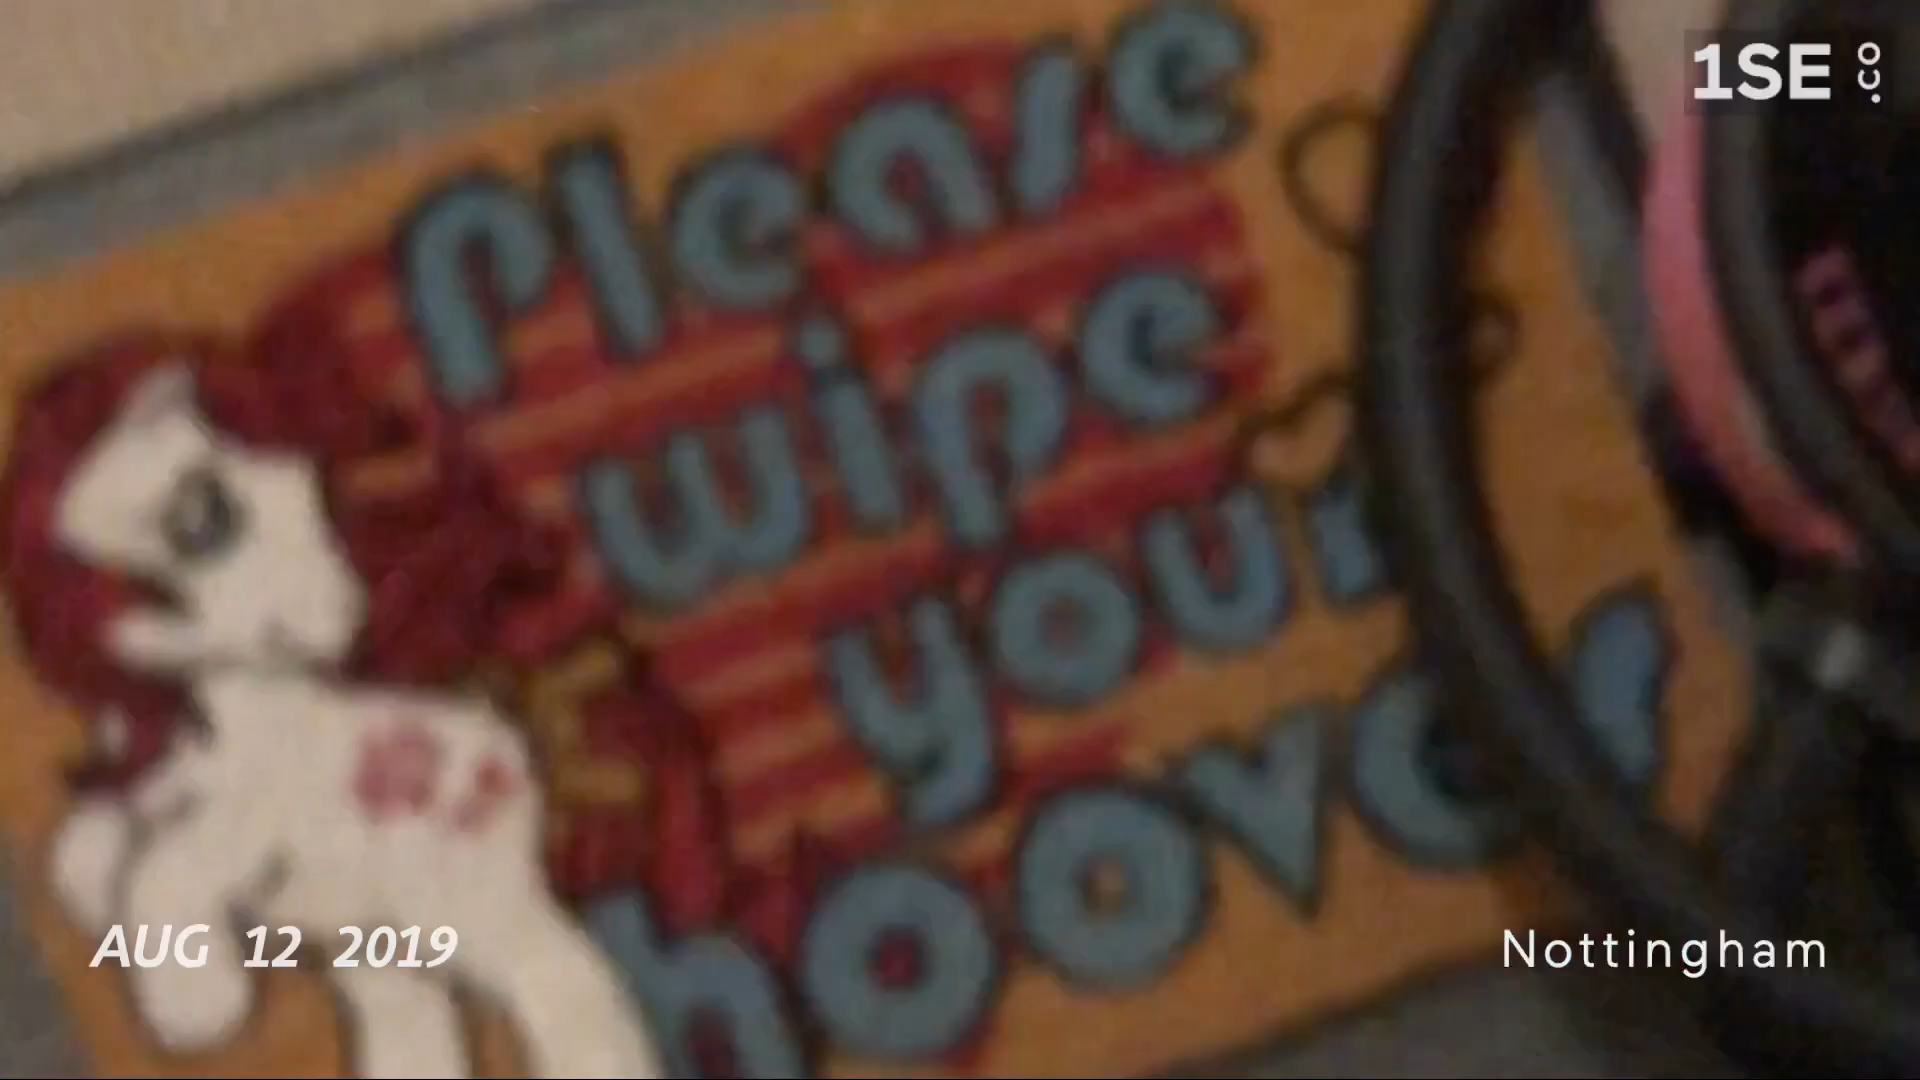 1SE .co
Please
wipe
your
hooves
AUG 12 2019
Nottingham